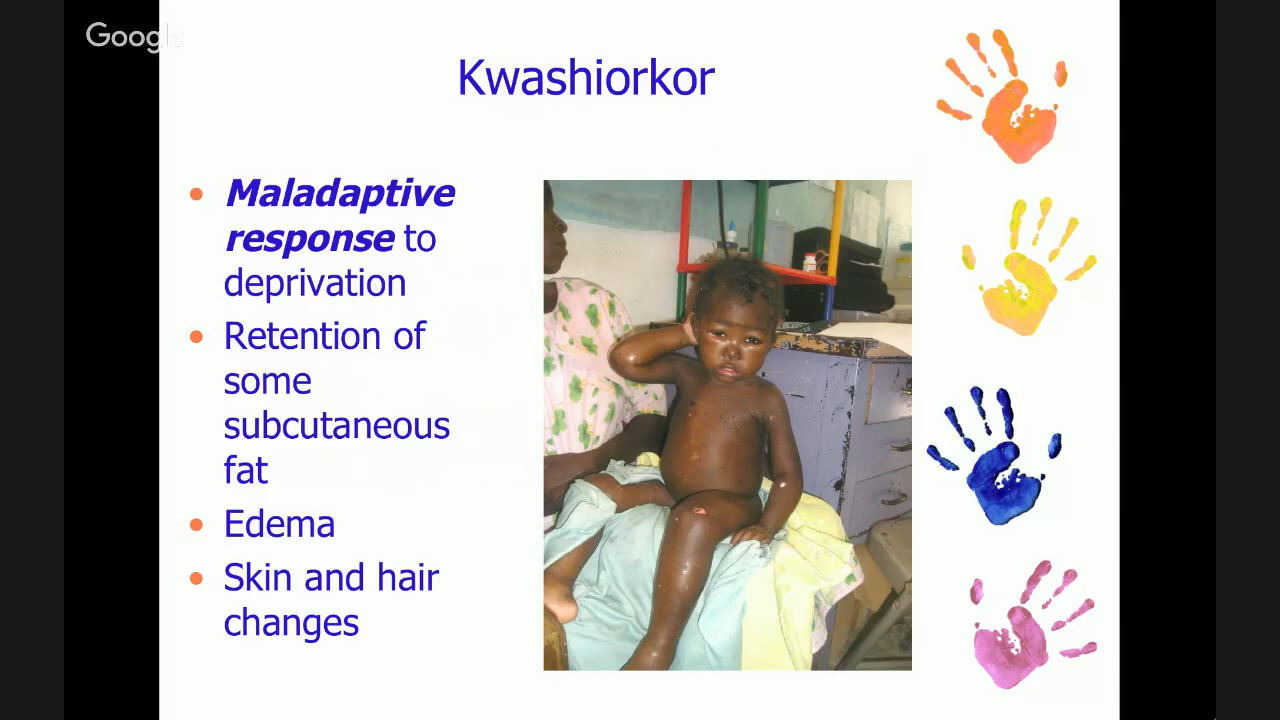 Google
Kwashiorkor
Maladaptive
response to
deprivation
Retention of
some
subcutaneous
fat
Edema
Skin and hair
changes